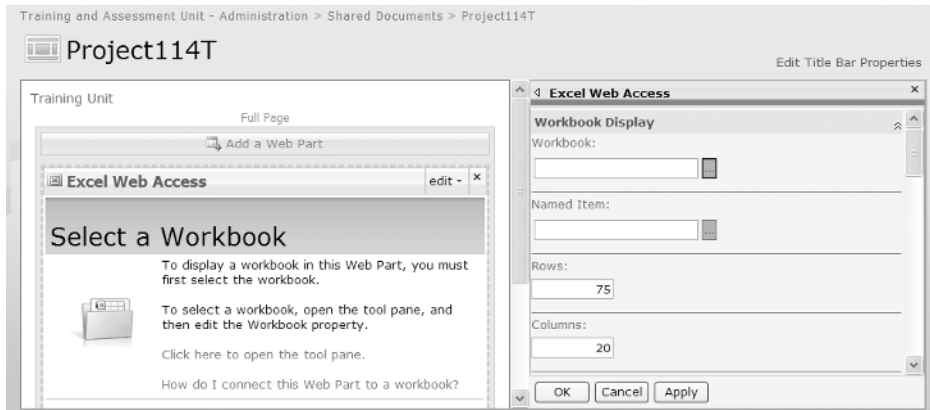 Training and Assessment Unit - Administration > Shared Documents > Project114T
Project114T
Edit Title Bar Properties
Training Unit
Full Page
Add a Web Part
Excel Web Access
edit
×
Select a Workbook
To display a workbook in this Web Part, you must
first select the workbook.
To select a workbook, open the tool pane, and
then edit the Workbook property.
Click here to open the tool pane.
How do I connect this Web Part to a workbook?
Excel Web Access
×
Workbook Display
Workbook:
...
Named Item:
...
Rows:
75
Columns:
20
OK
Cancel
Apply